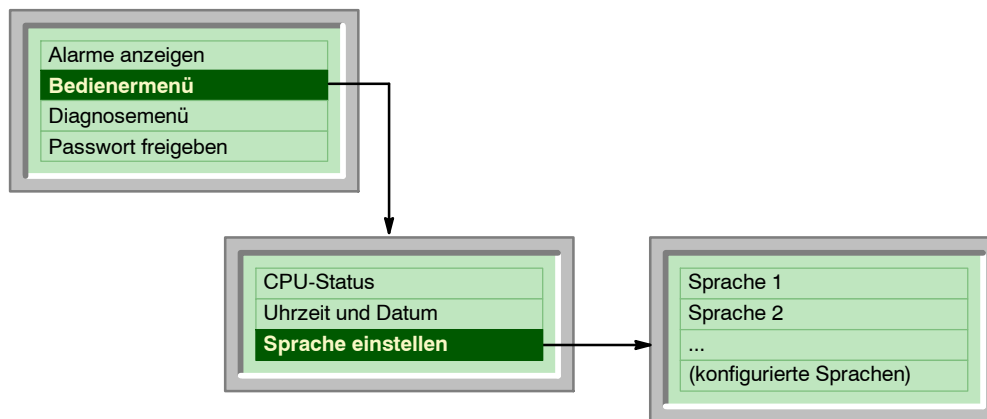 Alarme anzeigen
Bedienermenü
Diagnosemenü
Passwort freigeben
CPU-Status
Uhrzeit und Datum
Sprache einstellen
Sprache 1
Sprache 2
...
(konfigurierte Sprachen)